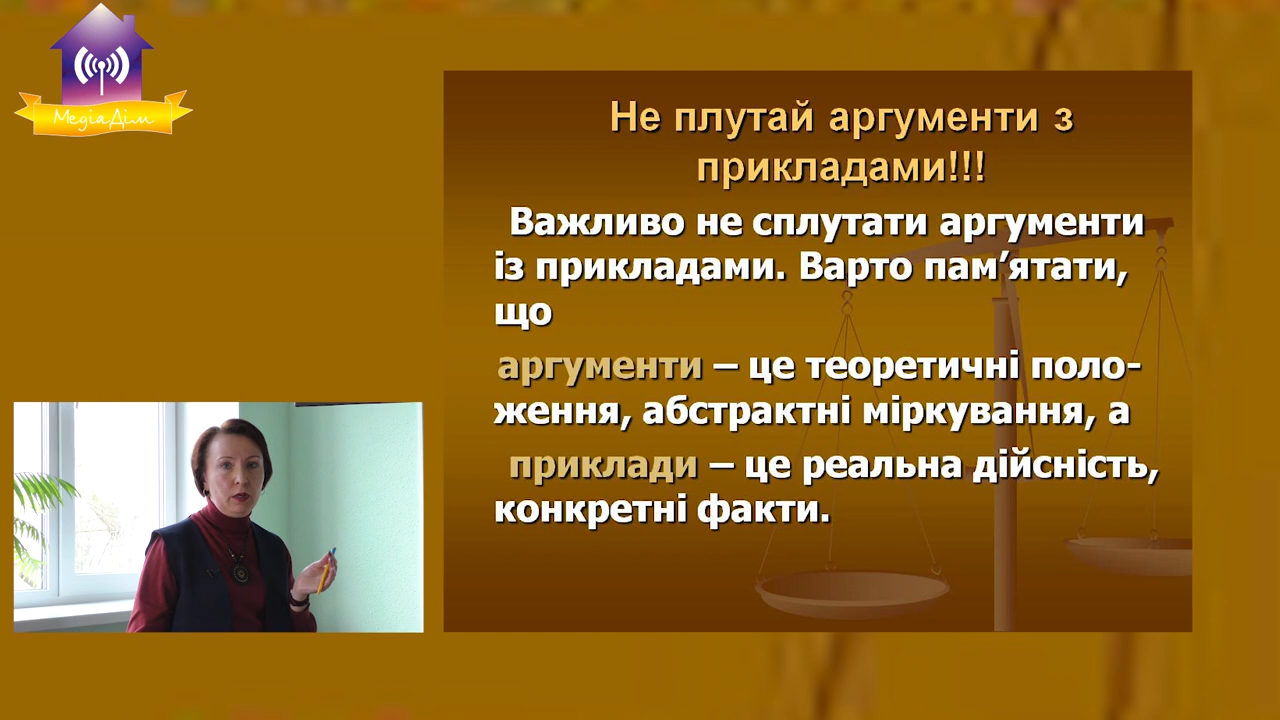 МедіаДім
Не плутай аргументи з
прикладами!!!
Важливо не сплутати аргументи
із прикладами. Варто пам’ятати,
що
аргументи – це теоретичні поло-
ження, абстрактні міркування, а
приклади – це реальна дійсність,
конкретні факти.